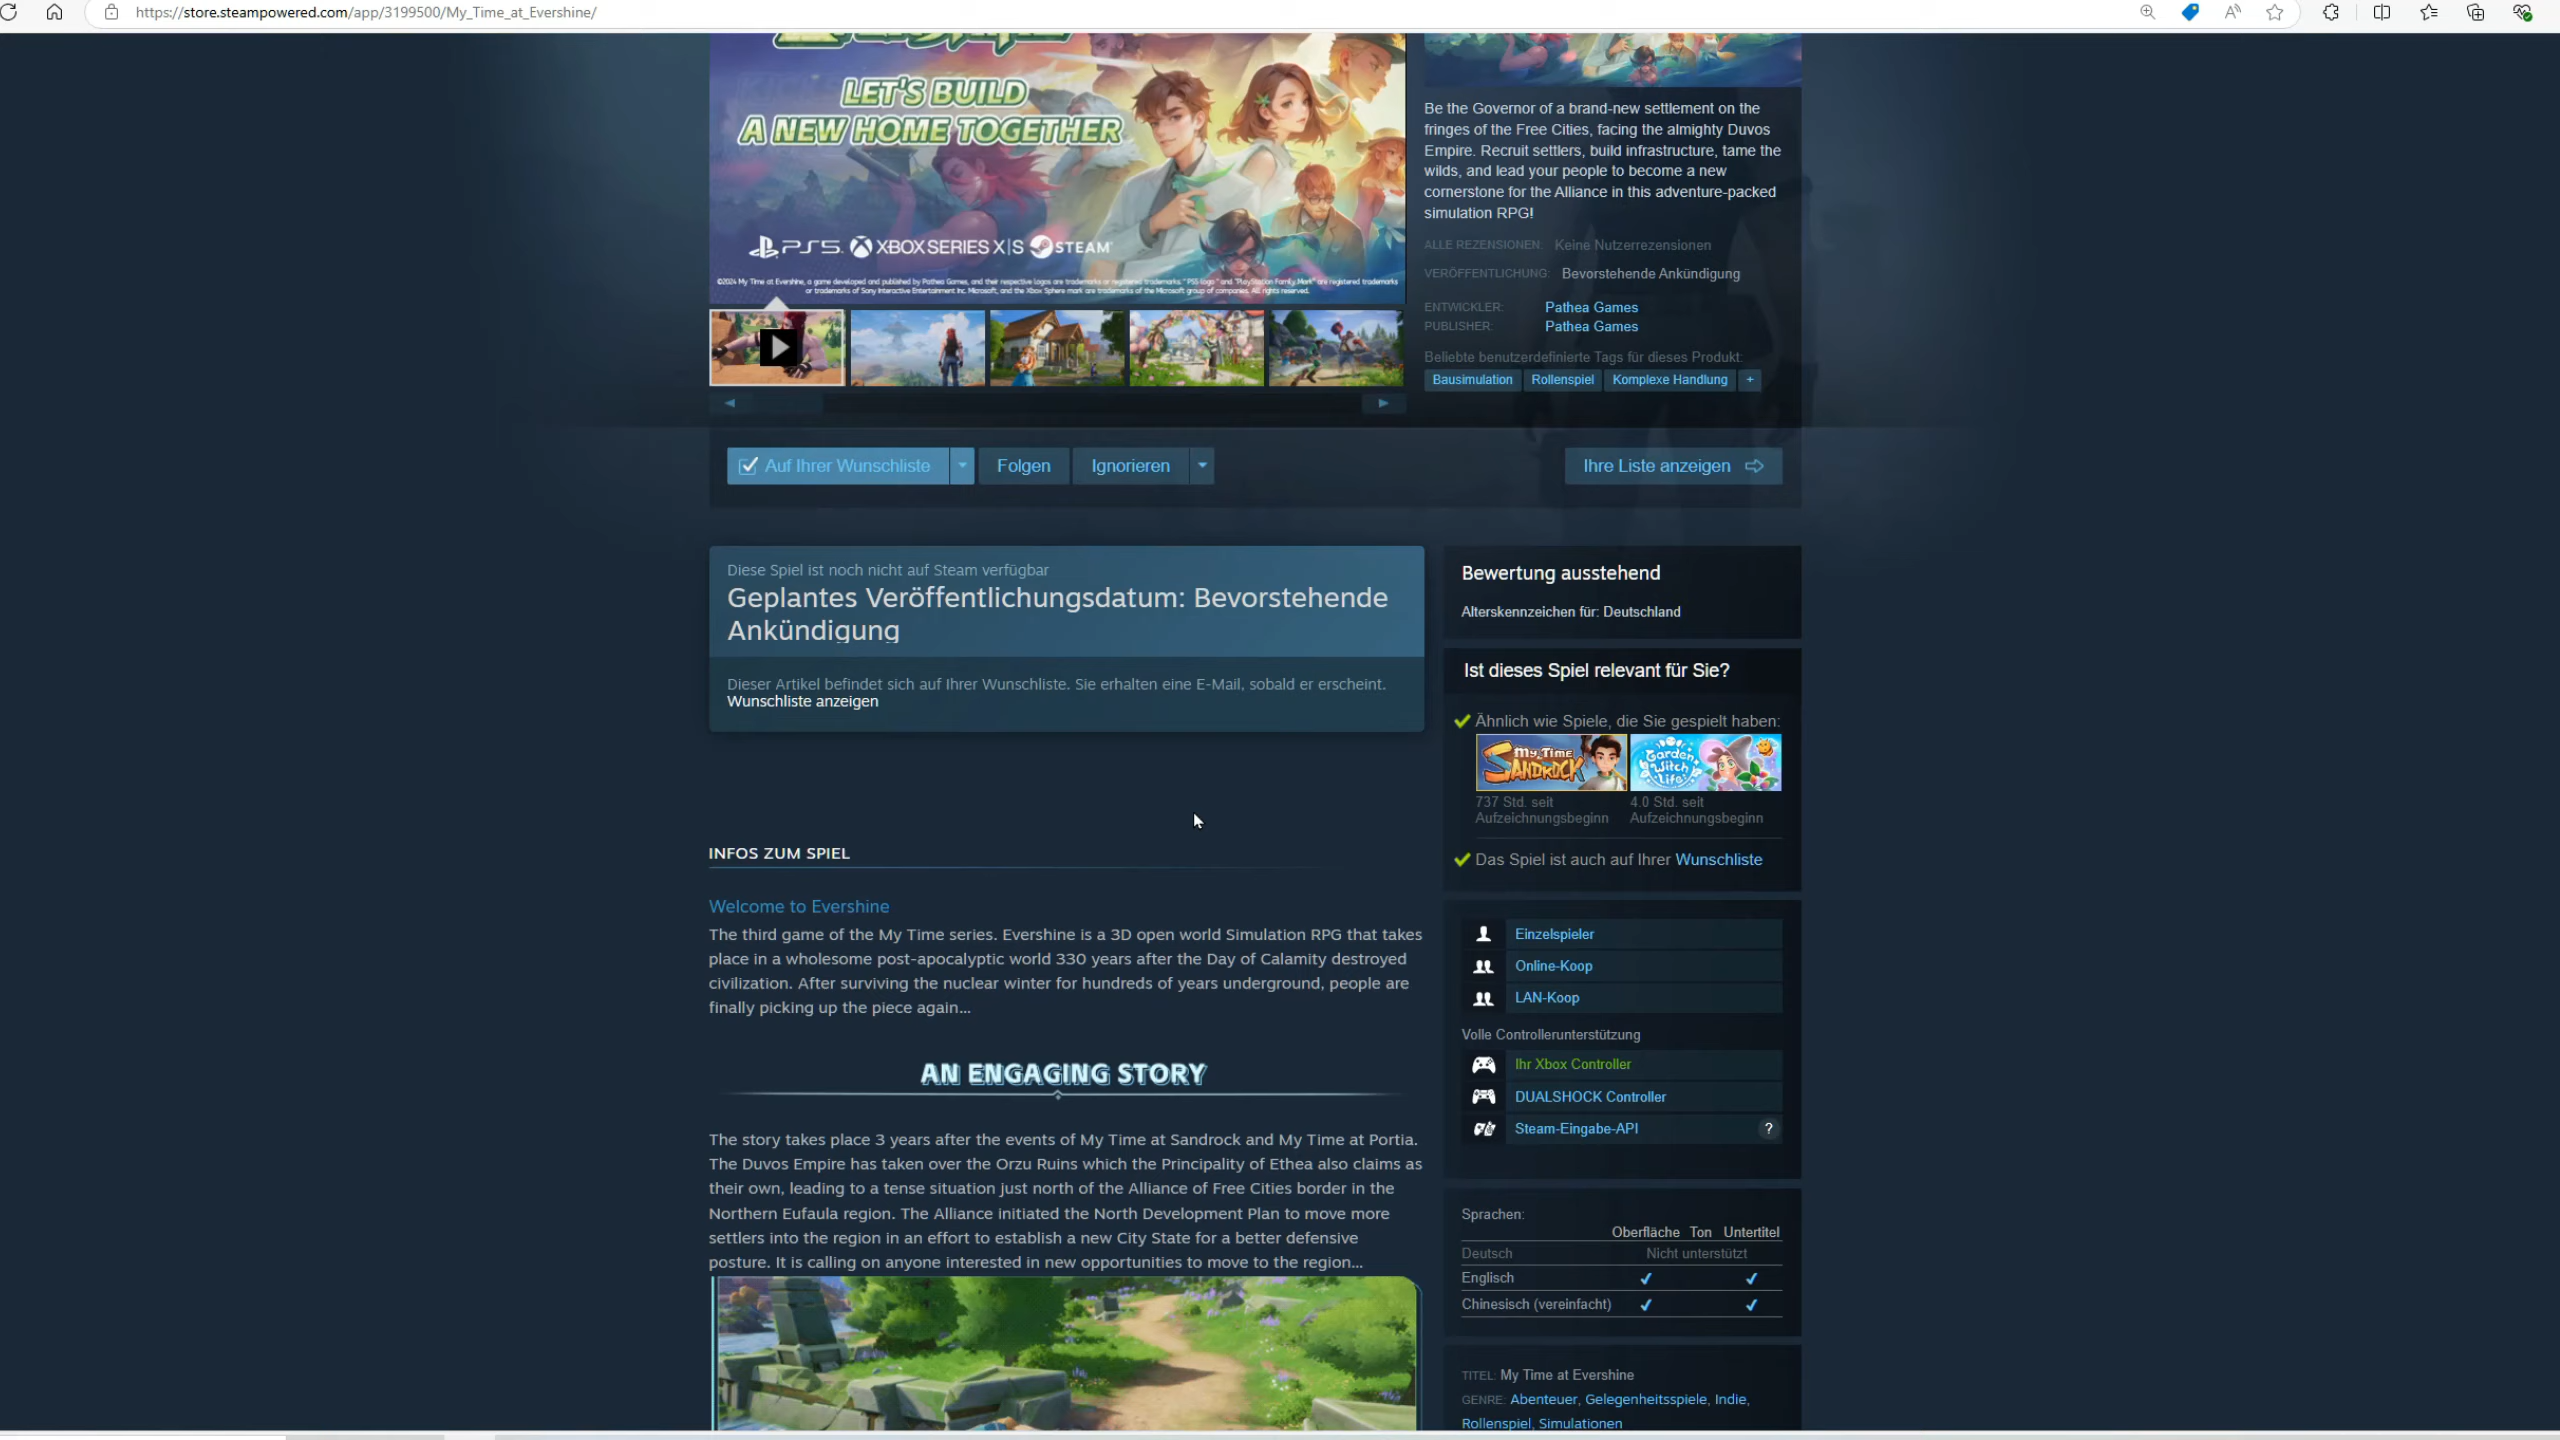 https://store.steampowered.com/app/3199500/My_Time_at_Evershine/
LET'S BUILD
A NEW HOME TOGETHER
PS5 XBOX SERIES X|S STEAM
©2024 My Time at Evershine, a game developed and published by Pathea Games, and their respective logos are trademarks or registered trademarks. "PS5 logo" and "PlayStation Family Mark" are registered trademarks
or trademarks of Sony Interactive Entertainment Inc. Microsoft, and the Xbox Sphere mark are trademarks of the Microsoft group of companies. All rights reserved.
Be the Governor of a brand-new settlement on the
fringes of the Free Cities, facing the almighty Duvos
Empire. Recruit settlers, build infrastructure, tame the
wilds, and lead your people to become a new
cornerstone for the Alliance in this adventure-packed
simulation RPG!
ALLE REZENSIONEN: Keine Nutzerrezensionen
VERÖFFENTLICHUNG: Bevorstehende Ankündigung
ENTWICKLER: Pathea Games
PUBLISHER: Pathea Games
Beliebte benutzerdefinierte Tags für dieses Produkt:
Bausimulation Rollenspiel Komplexe Handlung +
Auf Ihrer Wunschliste Folgen Ignorieren Ihre Liste anzeigen
Diese Spiel ist noch nicht auf Steam verfügbar
Geplantes Veröffentlichungsdatum: Bevorstehende
Ankündigung
Dieser Artikel befindet sich auf Ihrer Wunschliste. Sie erhalten eine E-Mail, sobald er erscheint.
Wunschliste anzeigen
INFOS ZUM SPIEL
Welcome to Evershine
The third game of the My Time series. Evershine is a 3D open world Simulation RPG that takes
place in a wholesome post-apocalyptic world 330 years after the Day of Calamity destroyed
civilization. After surviving the nuclear winter for hundreds of years underground, people are
finally picking up the piece again...
AN ENGAGING STORY
The story takes place 3 years after the events of My Time at Sandrock and My Time at Portia.
The Duvos Empire has taken over the Orzu Ruins which the Principality of Ethea also claims as
their own, leading to a tense situation just north of the Alliance of Free Cities border in the
Northern Eufaula region. The Alliance initiated the North Development Plan to move more
settlers into the region in an effort to establish a new City State for a better defensive
posture. It is calling on anyone interested in new opportunities to move to the region...
Bewertung ausstehend
Alterskennzeichen für: Deutschland
Ist dieses Spiel relevant für Sie?
Ähnlich wie Spiele, die Sie gespielt haben:
My Time SANDROCK
Garden Witch Life
737 Std. seit
Aufzeichnungsbeginn
4.0 Std. seit
Aufzeichnungsbeginn
Das Spiel ist auch auf Ihrer Wunschliste
Einzelspieler
Online-Koop
LAN-Koop
Volle Controllerunterstützung
Ihr Xbox Controller
DUALSHOCK Controller
Steam-Eingabe-API ?
Sprachen:
Oberfläche Ton Untertitel
Deutsch Nicht unterstützt
Englisch ✔ ✔
Chinesisch (vereinfacht) ✔ ✔
TITEL: My Time at Evershine
GENRE: Abenteuer, Gelegenheitsspiele, Indie,
Rollenspiel, Simulationen